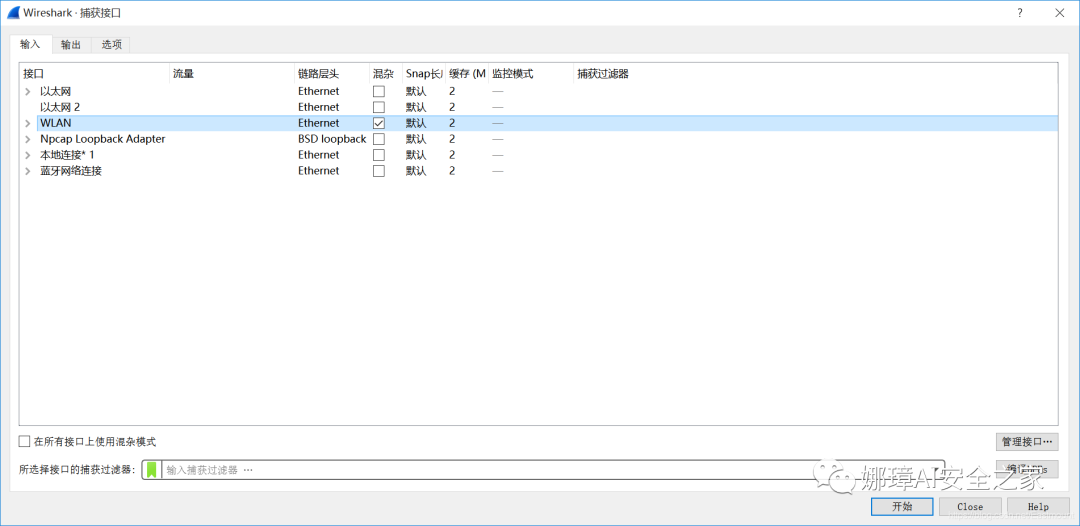 Wireshark · 捕获接口
输入 输出 选项
接口 流量 链路层头 混杂 Snap长 缓存 (M 监控模式 捕获过滤器
以太网 Ethernet 默认 2 —
以太网 2 Ethernet 默认 2 —
WLAN Ethernet 默认 2 —
Npcap Loopback Adapter BSD loopback 默认 2 —
本地连接* 1 Ethernet 默认 2 —
蓝牙网络连接 Ethernet 默认 2 —
在所有接口上使用混杂模式 管理接口…
所选择接口的捕获过滤器: 输入捕获过滤器 …
娜璋AI安全之家
开始 Close Help